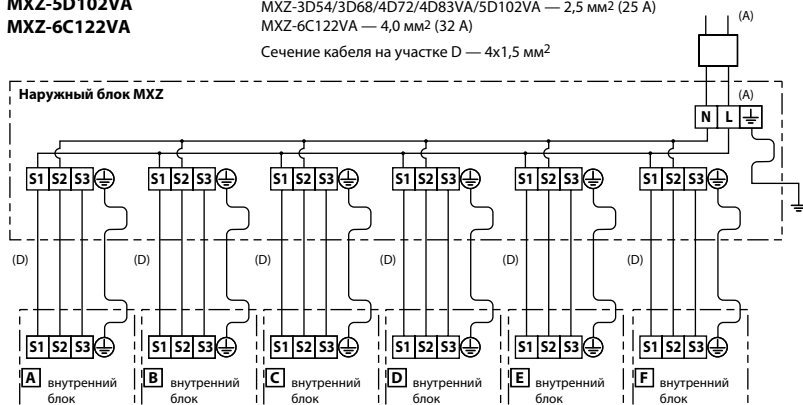 MXZ-5D102VA
MXZ-6C122VA
MXZ-3D54/3D68/4D72/4D83VA/5D102VA — 2,5 мм² (25 А)
MXZ-6C122VA — 4,0 мм² (32 А)
Сечение кабеля на участке D — 4x1,5 мм²
(A)
Наружный блок MXZ
(A)
N L
S1 S2 S3 S1 S2 S3 S1 S2 S3 S1 S2 S3 S1 S2 S3 S1 S2 S3
(D) (D) (D) (D) (D) (D)
S1 S2 S3 S1 S2 S3 S1 S2 S3 S1 S2 S3 S1 S2 S3 S1 S2 S3
A внутренний B внутренний C внутренний D внутренний E внутренний F внутренний
блок блок блок блок блок блок